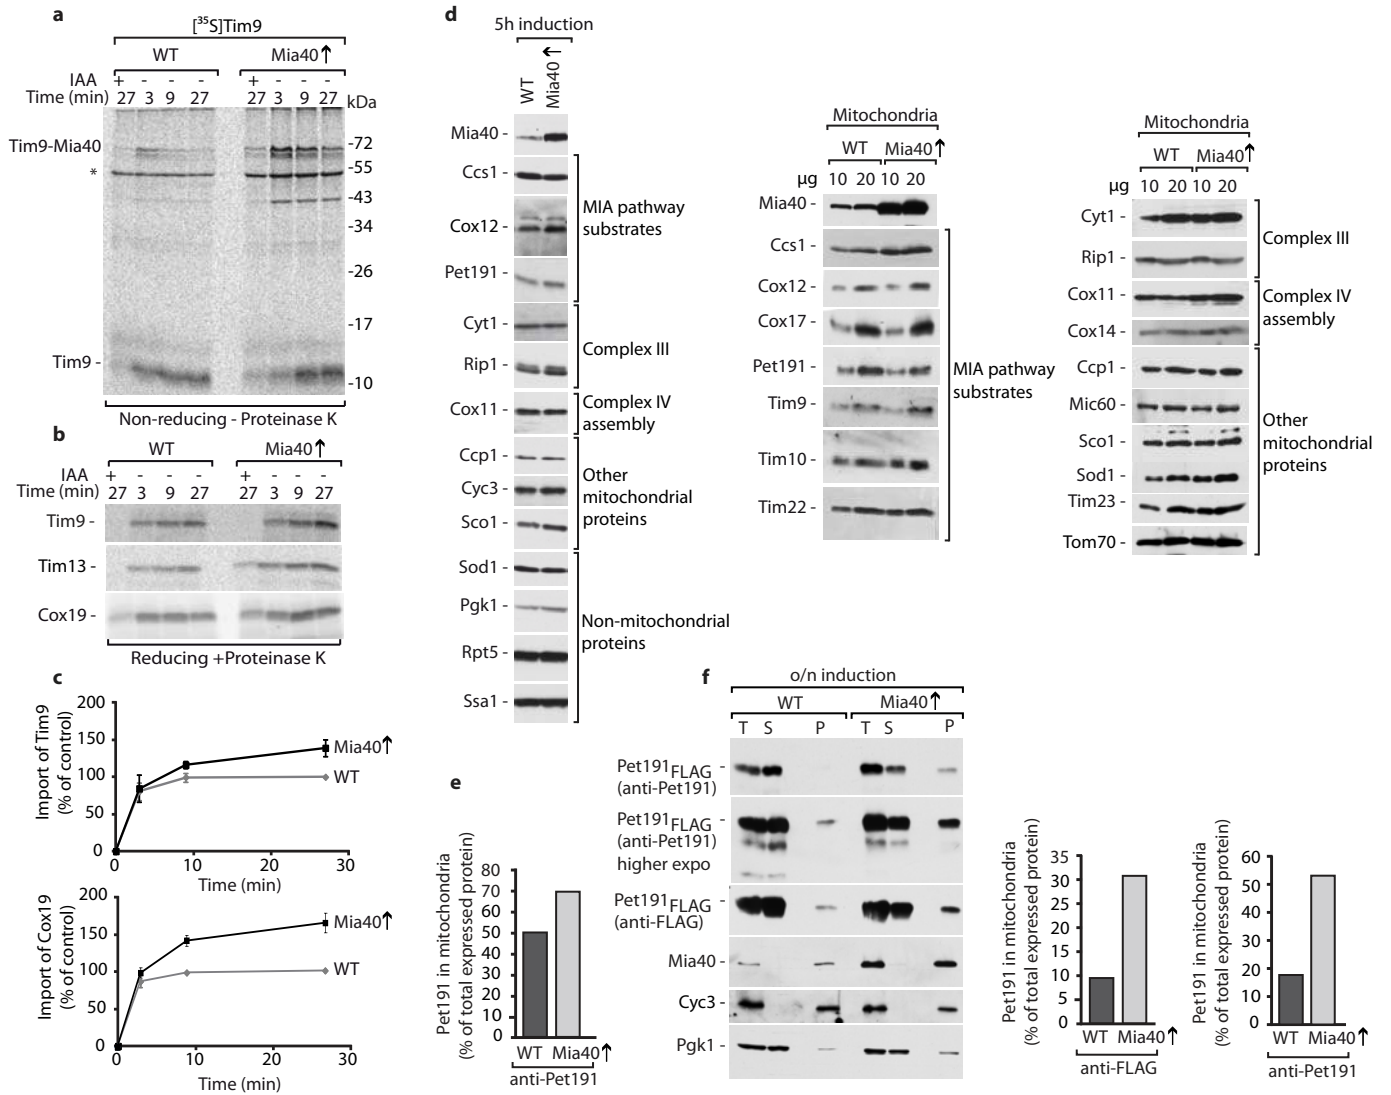 a
[³⁵S]Tim9
WT Mia40↑
IAA + - - - + - - -
Time (min) 27 3 9 27 27 3 9 27 kDa
Tim9-Mia40
*
Tim9 -
-72
-55
-43
-34
-26
-17
-10
Non-reducing - Proteinase K
b
WT Mia40↑
IAA + - - - + - - -
Time (min) 27 3 9 27 27 3 9 27
Tim9 -
Tim13 -
Cox19 -
Reducing +Proteinase K
c
Import of Tim9
(% of control)
200
150
100
50
0
0 10 20 30
Time (min)
Mia40↑
WT
Import of Cox19
(% of control)
200
150
100
50
0
0 10 20 30
Time (min)
Mia40↑
WT
d
5h induction
WT
Mia40↑
Mia40 -
Ccs1 -
Cox12 -
Pet191 -
Cyt1 -
Rip1 -
Cox11 -
Ccp1 -
Cyc3 -
Sco1 -
Sod1 -
Pgk1 -
Rpt5 -
Ssa1 -
MIA pathway
substrates
Complex III
Complex IV
assembly
Other
mitochondrial
proteins
Non-mitochondrial
proteins
Mitochondria
WT Mia40↑
µg 10 20 10 20
Mia40 -
Ccs1 -
Cox12 -
Cox17 -
Pet191 -
Tim9 -
Tim10 -
Tim22 -
MIA pathway
substrates
Mitochondria
WT Mia40↑
µg 10 20 10 20
Cyt1 -
Rip1 -
Cox11 -
Cox14 -
Ccp1 -
Mic60 -
Sco1 -
Sod1 -
Tim23 -
Tom70 -
Complex III
Complex IV
assembly
Other
mitochondrial
proteins
e
Pet191 in mitochondria
(% of total expressed protein)
80
70
60
50
40
30
20
10
0
WT Mia40↑
anti-Pet191
f
o/n induction
WT Mia40↑
T S P T S P
Pet191FLAG -
(anti-Pet191)
Pet191FLAG -
(anti-Pet191)
higher expo
Pet191FLAG -
(anti-FLAG)
Mia40 -
Cyc3 -
Pgk1 -
Pet191 in mitochondria
(% of total expressed protein)
35
30
25
20
15
10
5
0
WT Mia40↑
anti-FLAG
Pet191 in mitochondria
(% of total expressed protein)
60
50
40
30
20
10
0
WT Mia40↑
anti-Pet191